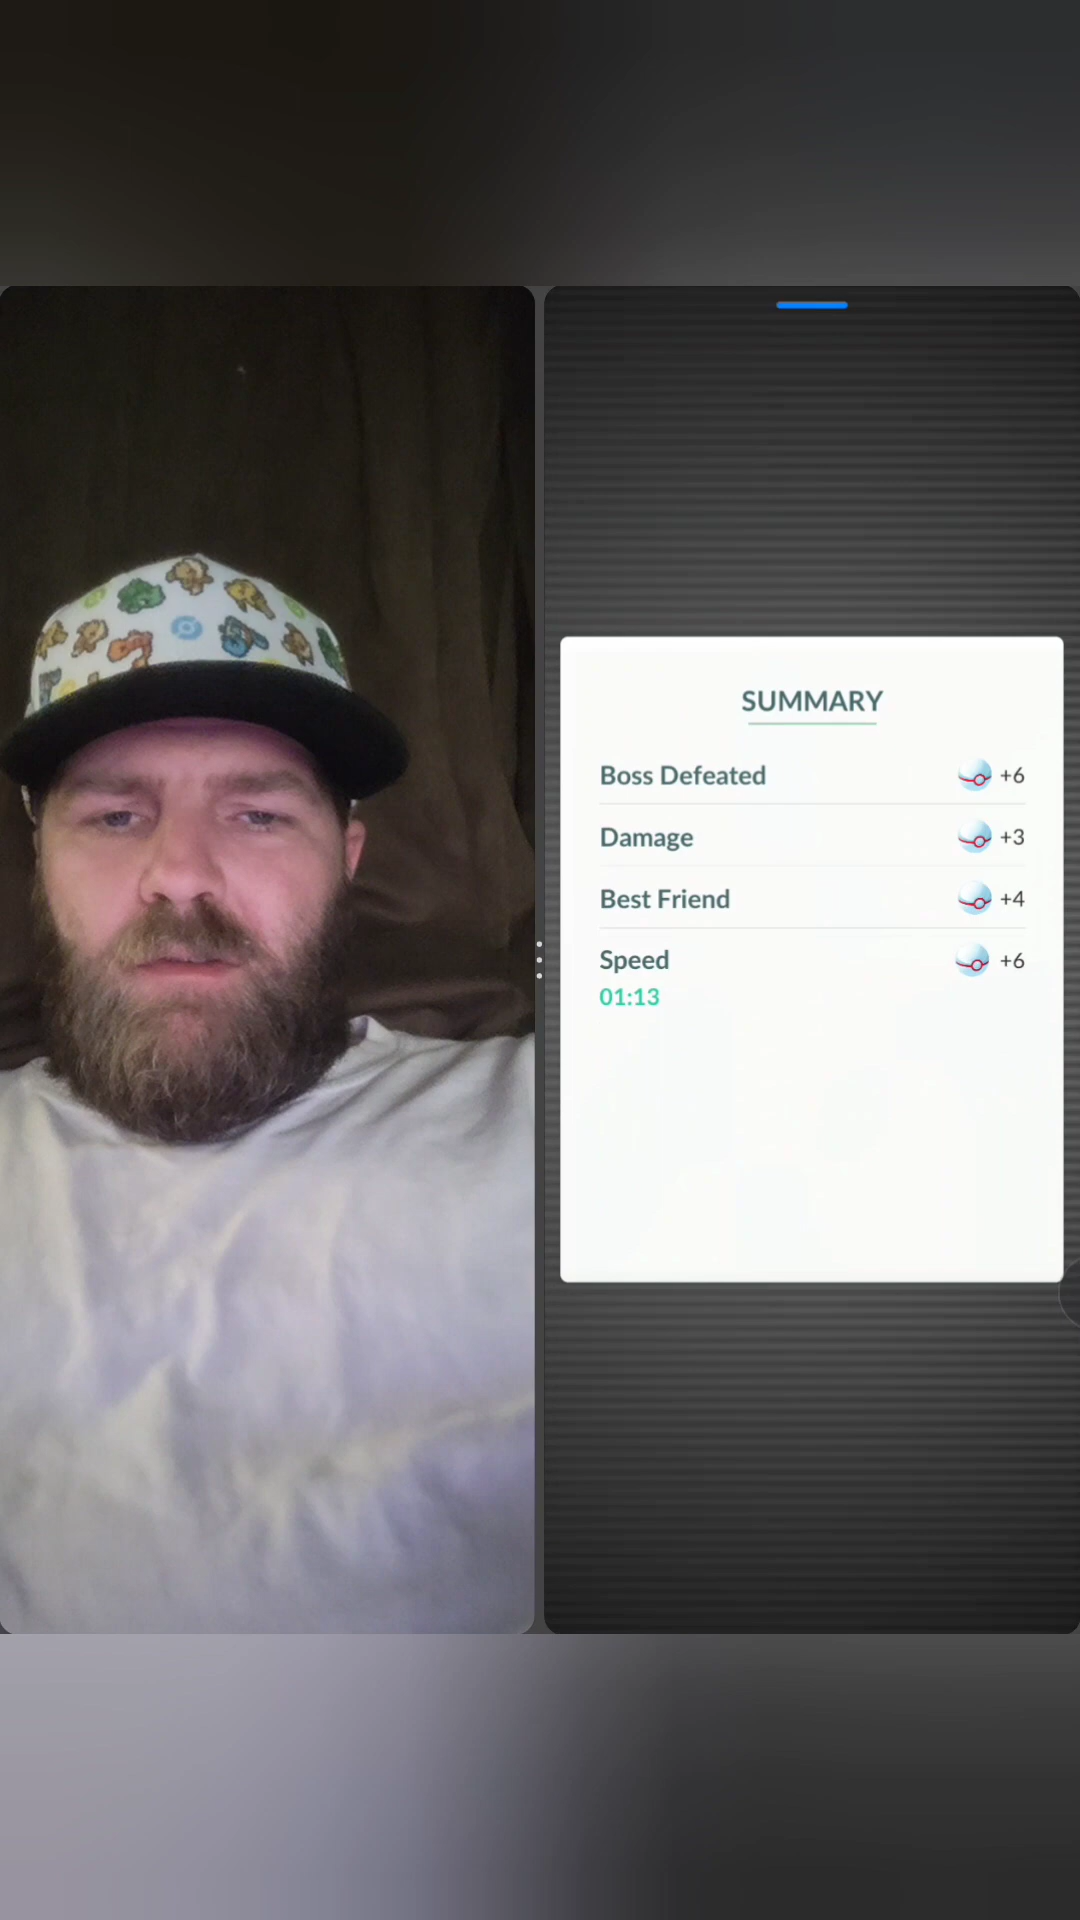 SUMMARY
Boss Defeated +6
Damage +3
Best Friend +4
Speed +6
01:13